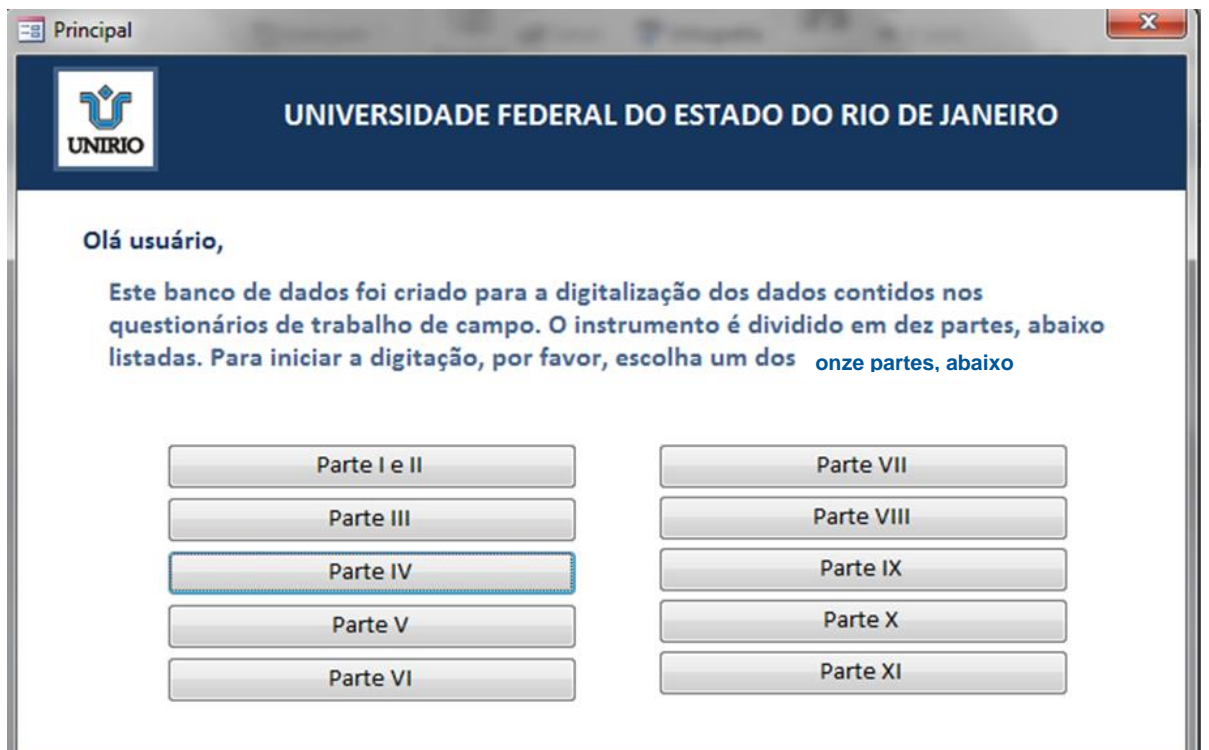 Principal
UNIRIO
UNIVERSIDADE FEDERAL DO ESTADO DO RIO DE JANEIRO
Olá usuário,
Este banco de dados foi criado para a digitalização dos dados contidos nos
questionários de trabalho de campo. O instrumento é dividido em dez partes, abaixo
listadas. Para iniciar a digitação, por favor, escolha um dos onze partes, abaixo
Parte I e II
Parte III
Parte IV
Parte V
Parte VI
Parte VII
Parte VIII
Parte IX
Parte X
Parte XI